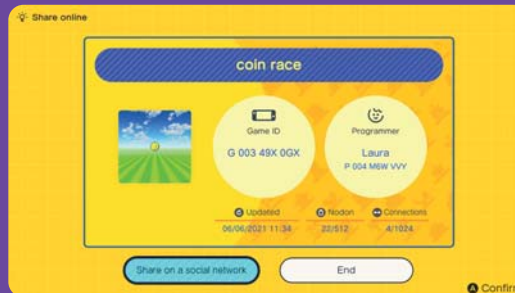 Share online
coin race
Game ID
G 003 49X 0GX
Programmer
Laura
P 004 M6W VVY
Updated
06/06/2021 11:34
Nodon
22/512
Connections
4/1024
Share on a social network
End
A Confirm